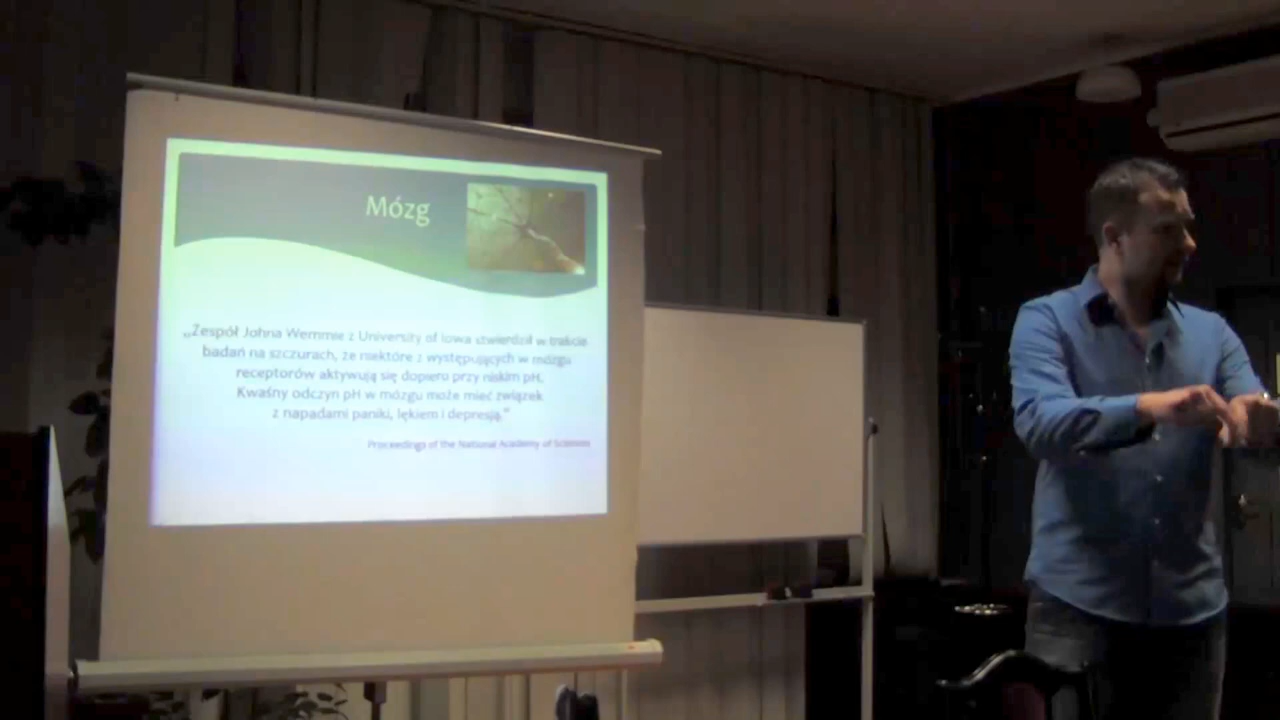 Mózg
„Zespół Johna Wemmie z University of Iowa stwierdził w trakcie
badań na szczurach, że niektóre z występujących w mózgu
receptorów aktywują się dopiero przy niskim pH.
Kwaśny odczyn pH w mózgu może mieć związek
z napadami paniki, lękiem i depresją."
Proceedings of the National Academy of Sciences